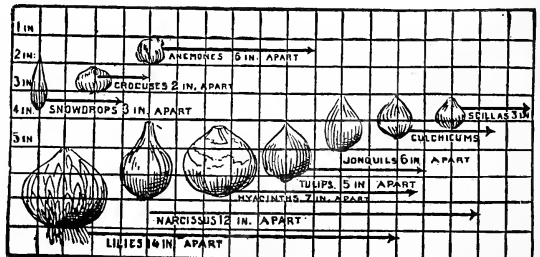 1 IN
2 IN:
ANEMONES 6 IN. APART
3 IN
CROCUSES 2 IN. APART
4 IN.
SNOWDROPS 3 IN. APART
SCILLAS 3 IN
CULCHICUMS
5 IN
JONQUILS 6 IN APART
TULIPS. 5 IN APART
HYACINTHS. 7 IN. APART
NARCISSUS 12 IN. APART
LILIES 14 IN. APART